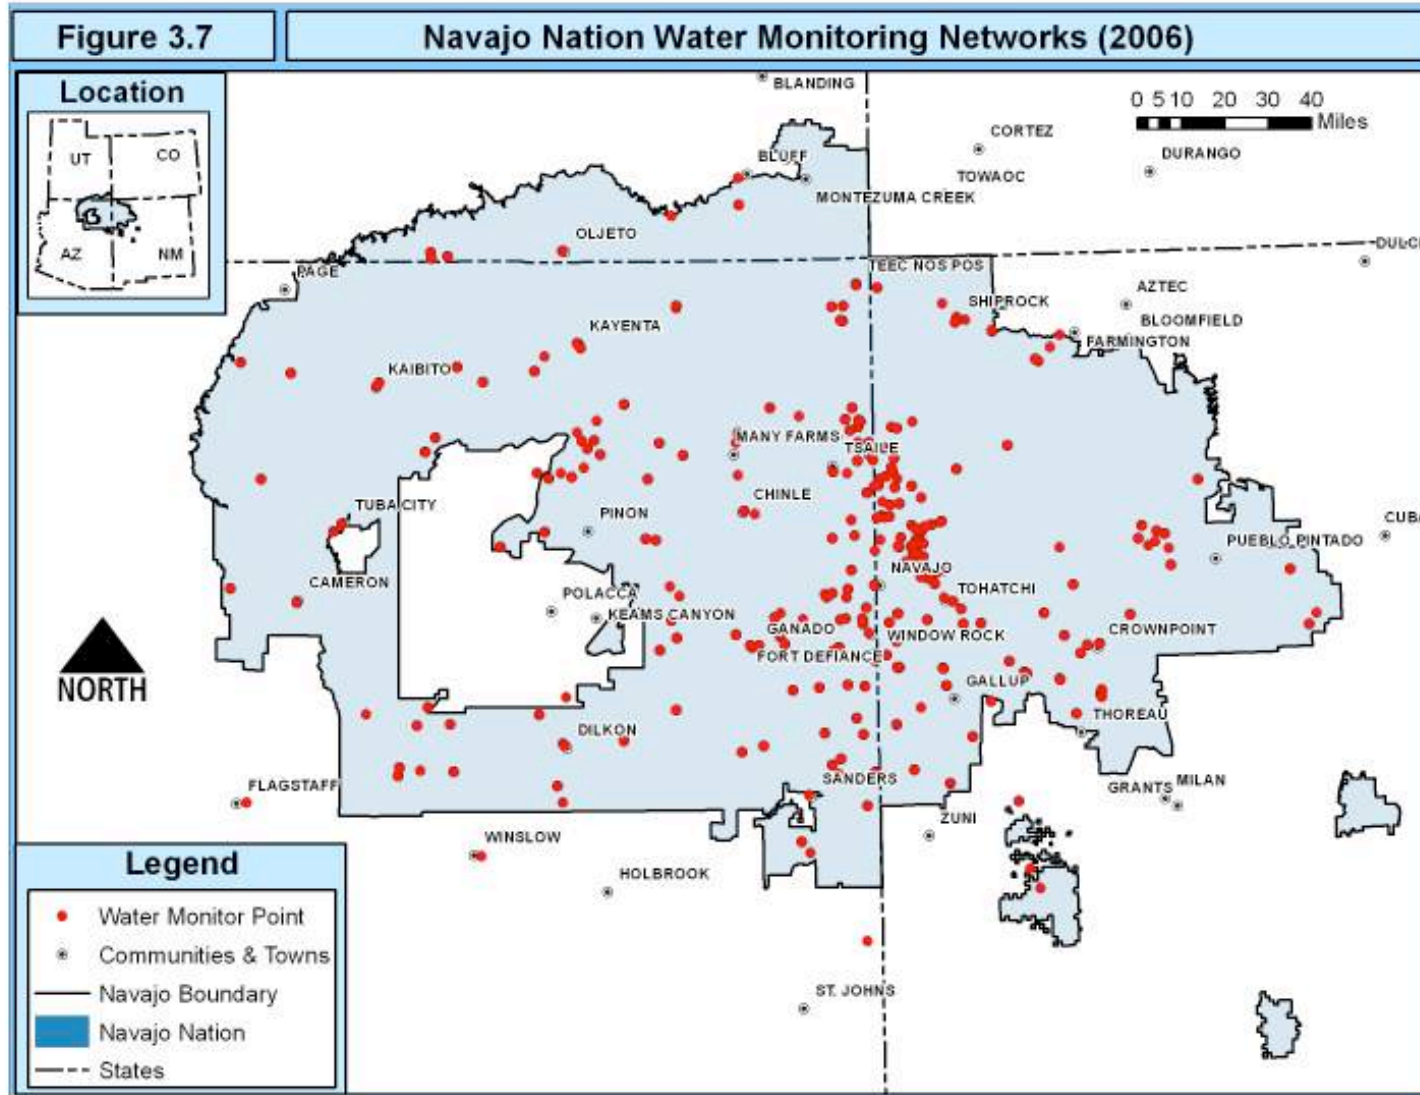 Figure 3.7
Navajo Nation Water Monitoring Networks (2006)
Location
UT
CO
AZ
NM
0 5 10 20 30 40
Miles
BLANDING
CORTEZ
DURANGO
BLUFF
TOWAOC
MONTEZUMA CREEK
OLJETO
DULCE
PAGE
TEEC NOS POS
SHIPROCK
AZTEC
BLOOMFIELD
FARMINGTON
KAYENTA
KAIBITO
MANY FARMS
TSAILE
CHINLE
TUBA CITY
PINON
CUBA
PUEBLO PINTADO
NAVAJO
CAMERON
TOHATCHI
POLACCA
KEAMS CANYON
GANADO
WINDOW ROCK
CROWNPOINT
FORT DEFIANCE
NORTH
GALLUP
THOREAU
DILKON
FLAGSTAFF
SANDERS
GRANTS
MILAN
ZUNI
WINSLOW
HOLBROOK
ST. JOHNS
Legend
Water Monitor Point
Communities & Towns
Navajo Boundary
Navajo Nation
States